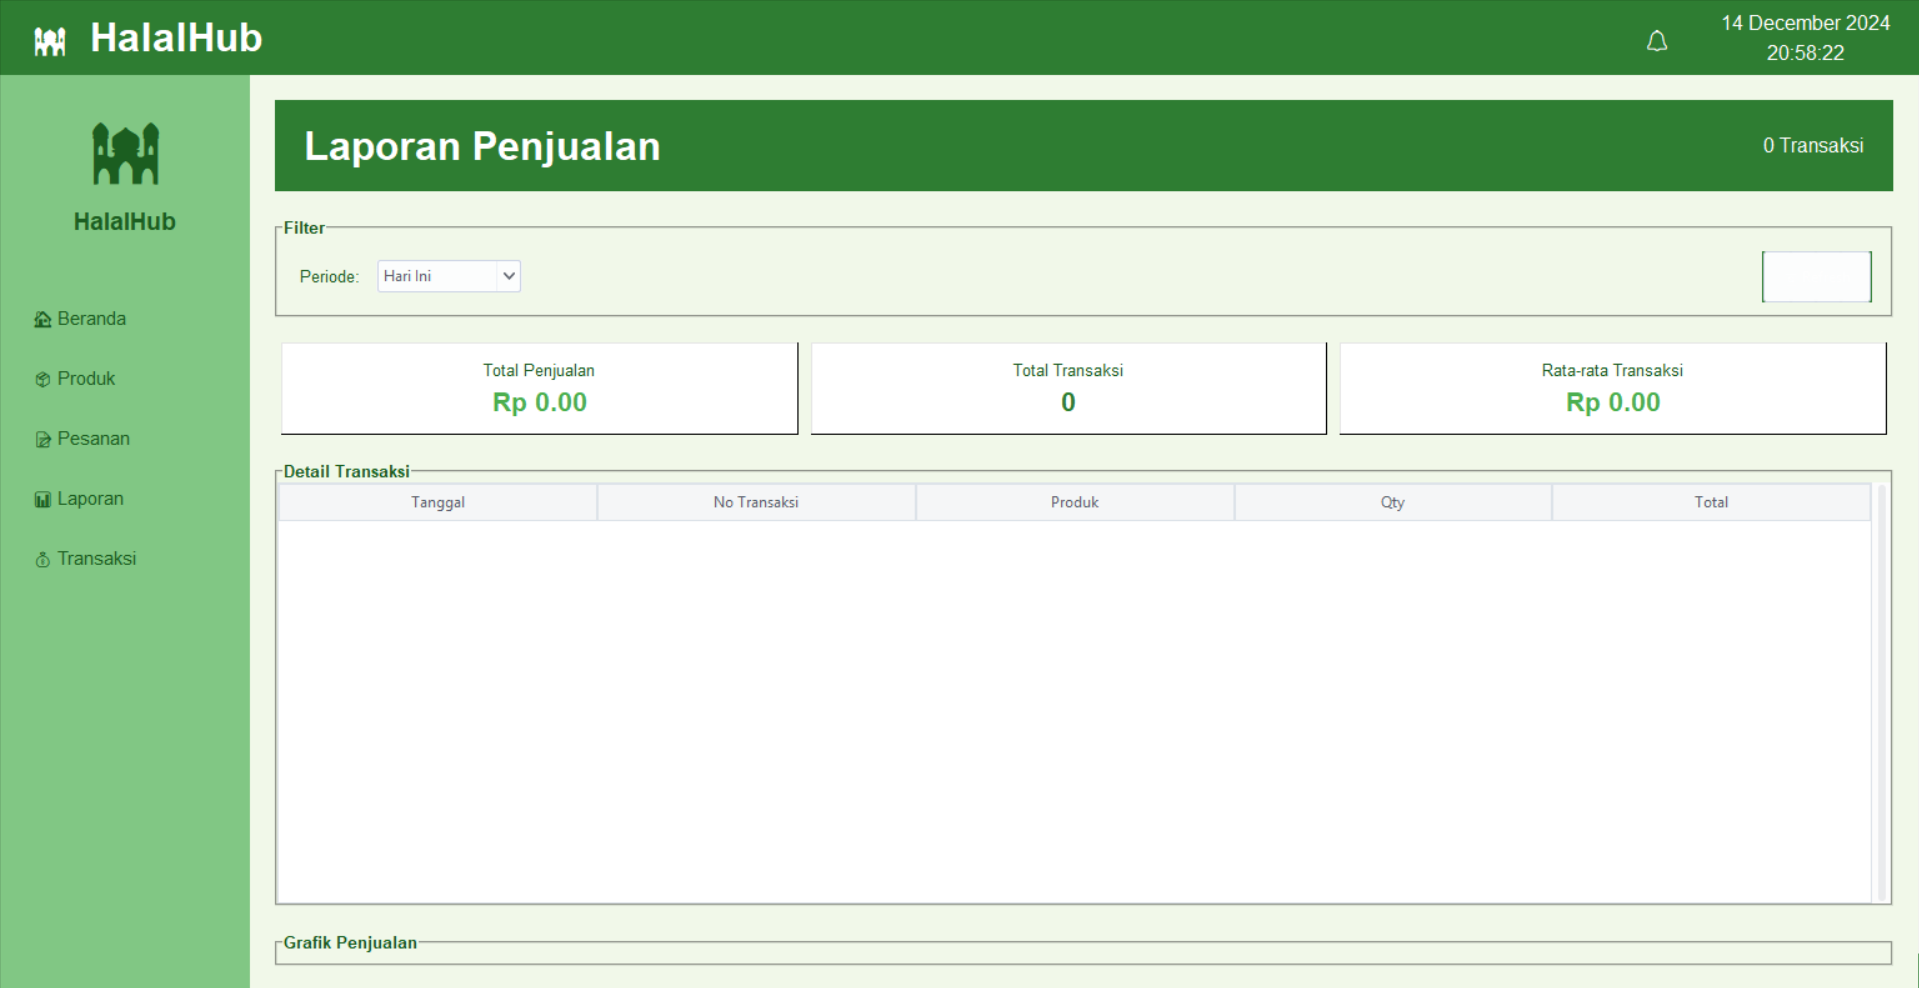 HalalHub
14 December 2024
20:58:22
HalalHub
Beranda
Produk
Pesanan
Laporan
Transaksi
Laporan Penjualan
0 Transaksi
Filter
Periode:
Hari Ini
Total Penjualan
Rp 0.00
Total Transaksi
0
Rata-rata Transaksi
Rp 0.00
Detail Transaksi
Tanggal No Transaksi Produk Qty Total
Grafik Penjualan